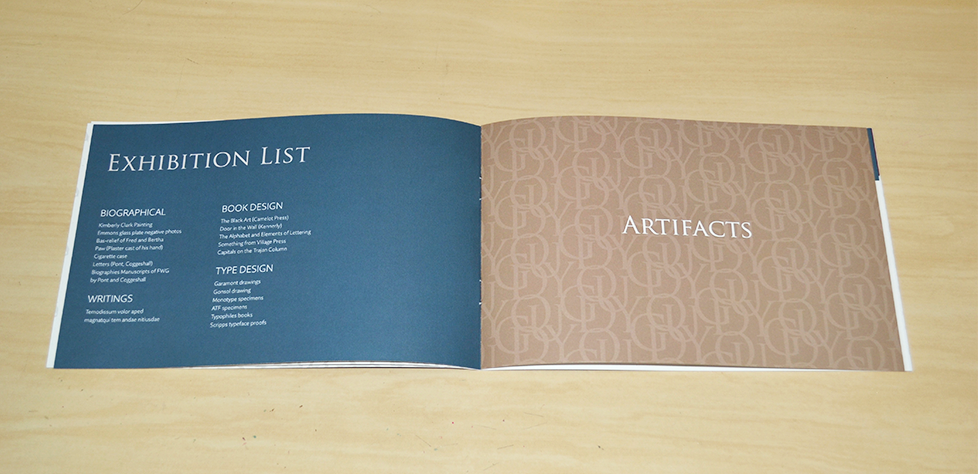 EXHIBITION LIST
BIOGRAPHICAL
Kimberly Clark Painting
Emmons glass plate negative photos
Bas-relief of Fred and Bertha
Paw (Plaster cast of his hand)
Cigarette case
Letters (Pont, Coggeshall)
Biographies Manuscripts of FWG
by Pont and Coggeshall
WRITINGS
Temodissum volor aped
magnatqui tem andae nitiusdae
BOOK DESIGN
The Black Art (Camelot Press)
Door in the Wall (Kennerly)
The Alphabet and Elements of Lettering
Something from Village Press
Capitals on the Trajan Column
TYPE DESIGN
Garamont drawings
Gonsol drawing
Monotype specimens
ATF specimens
Typophiles books
Scripps typeface proofs
ARTIFACTS